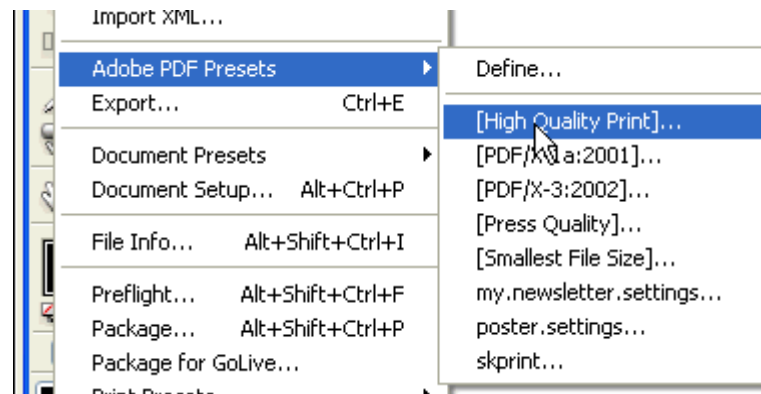 Import XML...
Adobe PDF Presets
Export... Ctrl+E
Document Presets
Document Setup... Alt+Ctrl+P
File Info... Alt+Shift+Ctrl+I
Preflight... Alt+Shift+Ctrl+F
Package... Alt+Shift+Ctrl+P
Package for GoLive...
Print Presets
Define...
[High Quality Print]...
[PDF/X-1a:2001]...
[PDF/X-3:2002]...
[Press Quality]...
[Smallest File Size]...
my.newsletter.settings...
poster.settings...
skprint...